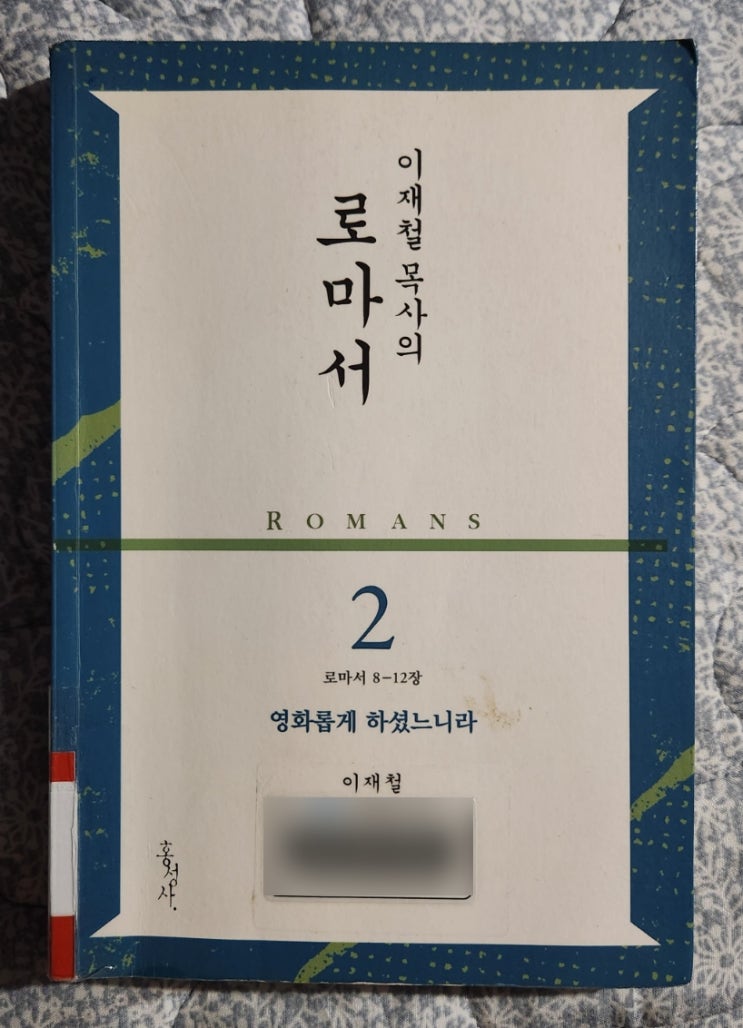 이재철 목사의
로마서
ROMANS
2
로마서 8-12장
영화롭게 하셨느니라
이재철
홍성사.